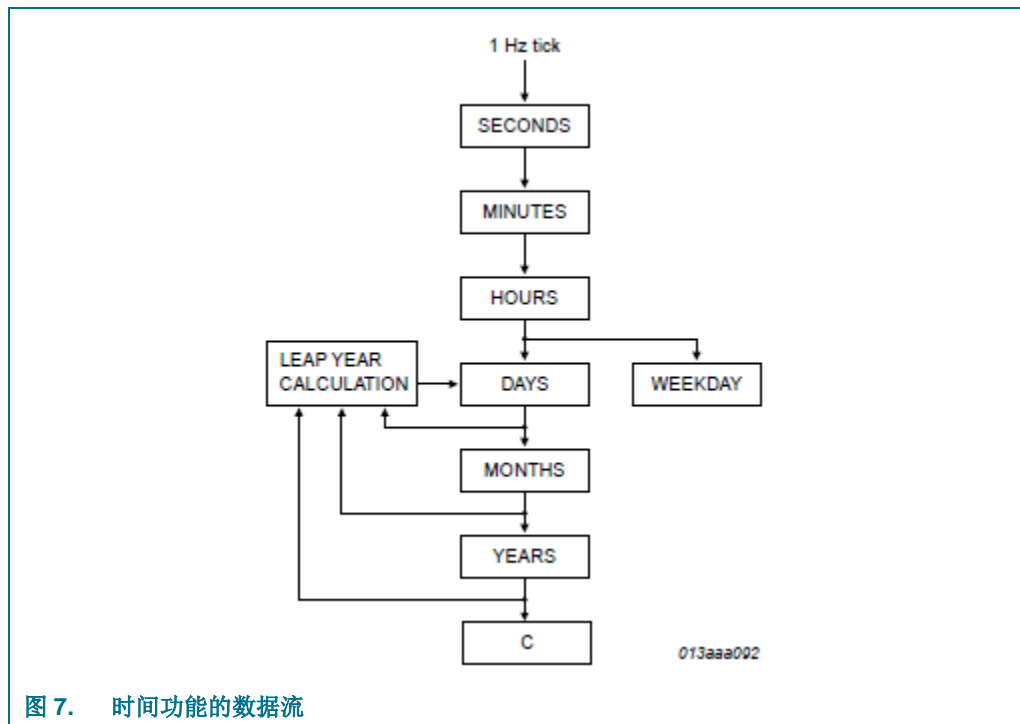 1 Hz tick
SECONDS
MINUTES
HOURS
LEAP YEAR
CALCULATION
DAYS
WEEKDAY
MONTHS
YEARS
C
013aaa092
图 7. 时间功能的数据流